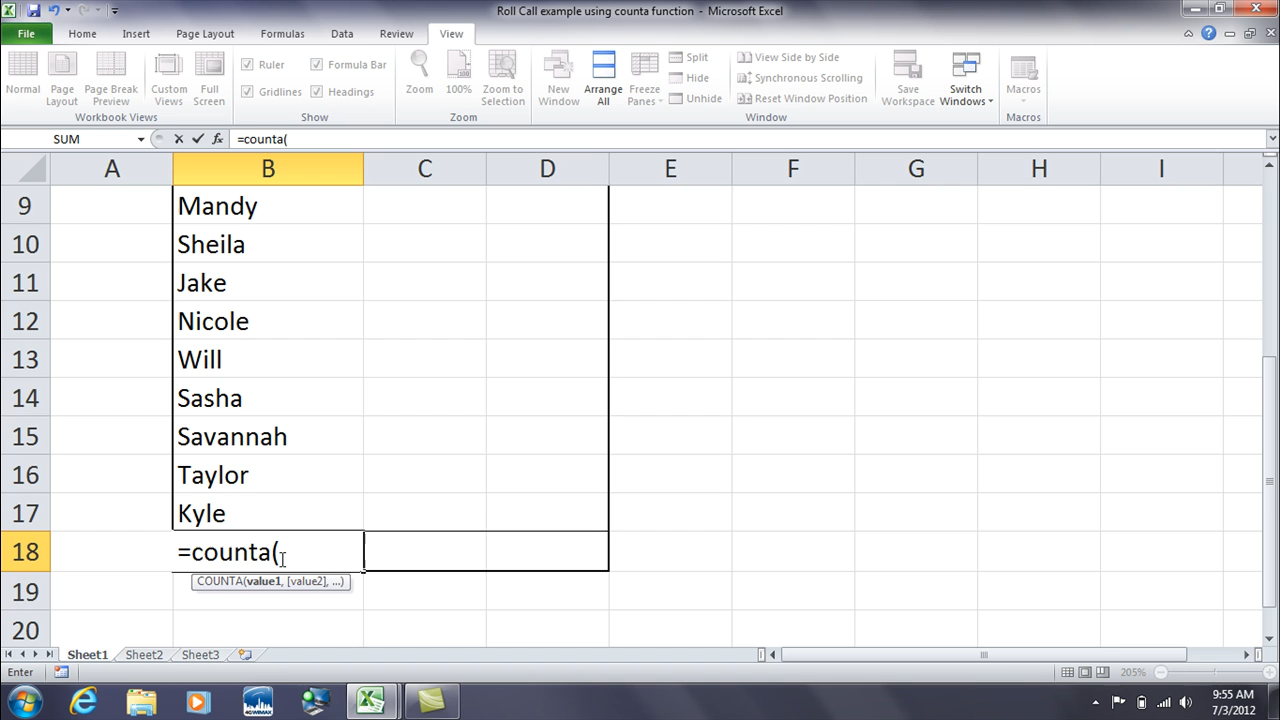 Roll Call example using counta function - Microsoft Excel
File Home Insert Page Layout Formulas Data Review View
Normal Page Layout Page Break Preview Custom Views Full Screen
Workbook Views
Ruler Formula Bar
Gridlines Headings
Show
Zoom 100% Zoom to Selection
Zoom
New Window Arrange All Freeze Panes
Split
Hide
Unhide
View Side by Side
Synchronous Scrolling
Reset Window Position
Save Workspace Switch Windows
Window
Macros
Macros
SUM fx =counta(
A B C D E F G H I
9 Mandy
10 Sheila
11 Jake
12 Nicole
13 Will
14 Sasha
15 Savannah
16 Taylor
17 Kyle
18 =counta(
COUNTA(value1, [value2], ...)
19
20
Sheet1 Sheet2 Sheet3
Enter 205%
4GWIMAX
9:55 AM
7/3/2012